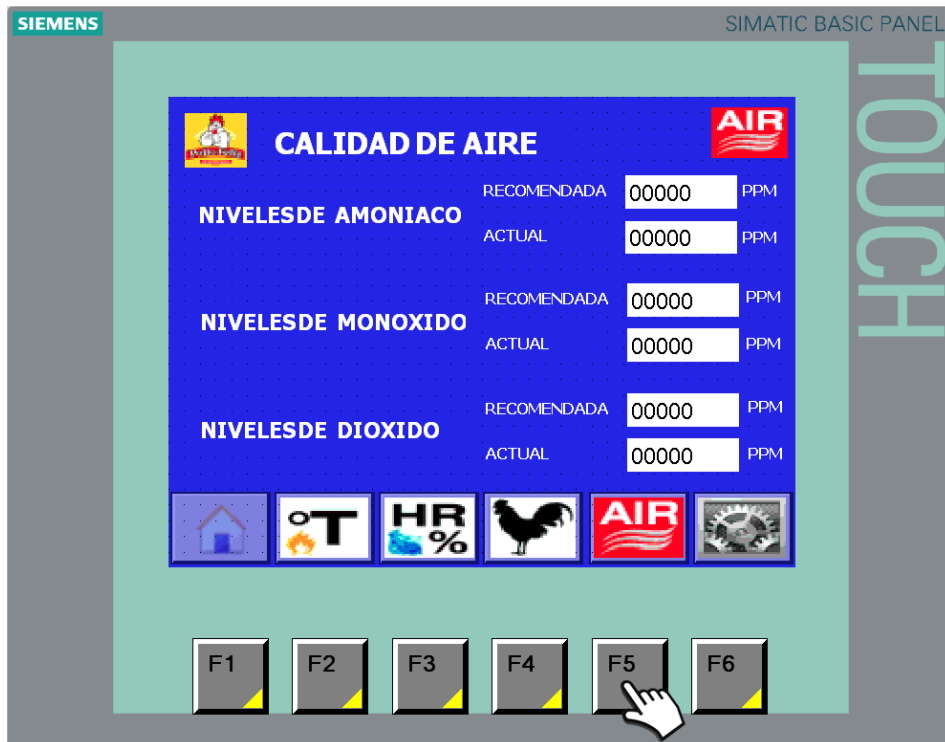 SIEMENS
SIMATIC BASIC PANEL
TOUCH
CALIDAD DE AIRE
AIR
NIVELESDE AMONIACO
RECOMENDADA 00000 PPM
ACTUAL 00000 PPM
NIVELESDE MONOXIDO
RECOMENDADA 00000 PPM
ACTUAL 00000 PPM
NIVELESDE DIOXIDO
RECOMENDADA 00000 PPM
ACTUAL 00000 PPM
°T HR % AIR
F1 F2 F3 F4 F5 F6